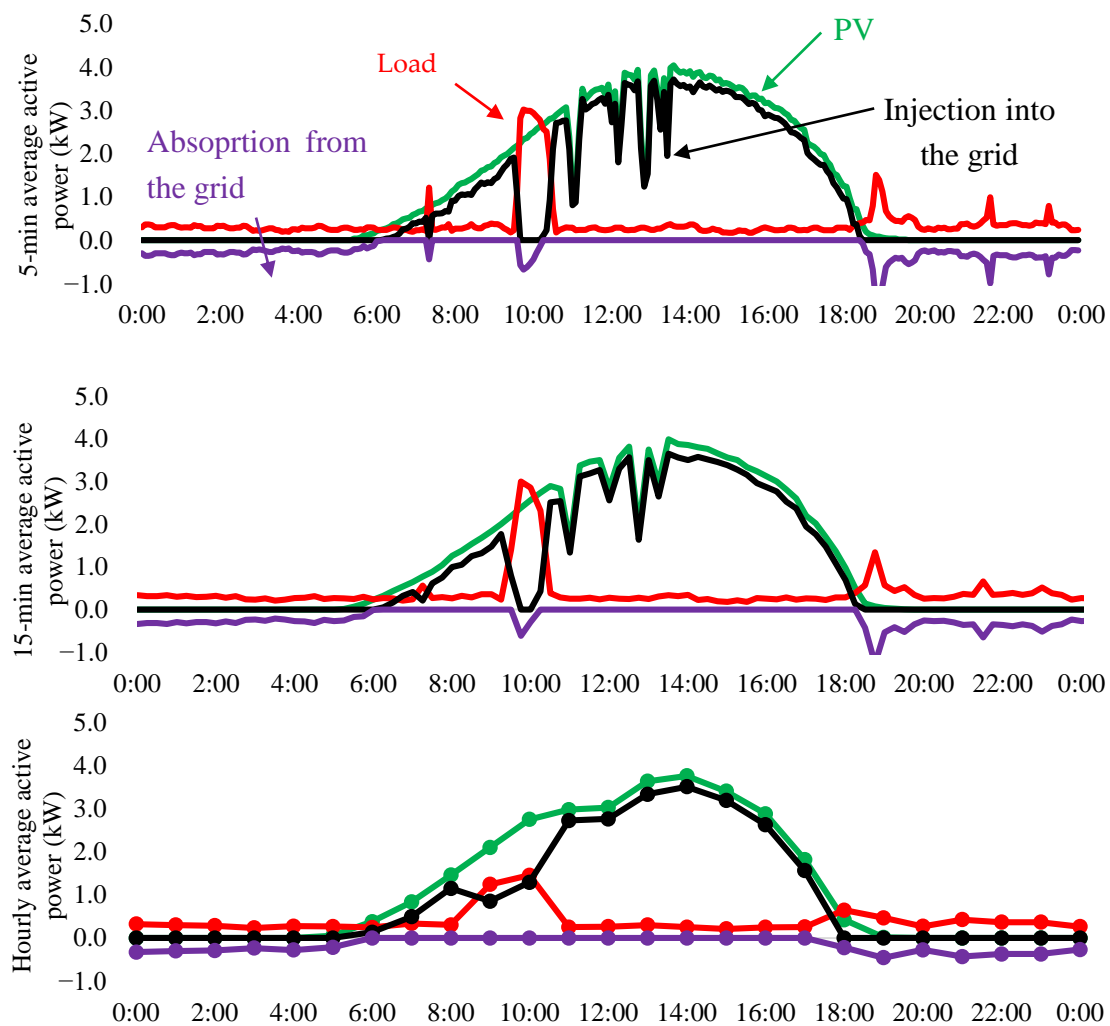 5.0
4.0
3.0
2.0
1.0
0.0
−1.0
5-min average active
power (kW)
Load
PV
Absoprtion from
the grid
Injection into
the grid
0:00 2:00 4:00 6:00 8:00 10:00 12:00 14:00 16:00 18:00 20:00 22:00 0:00
5.0
4.0
3.0
2.0
1.0
0.0
−1.0
15-min average active
power (kW)
0:00 2:00 4:00 6:00 8:00 10:00 12:00 14:00 16:00 18:00 20:00 22:00 0:00
5.0
4.0
3.0
2.0
1.0
0.0
−1.0
Hourly average active
power (kW)
0:00 2:00 4:00 6:00 8:00 10:00 12:00 14:00 16:00 18:00 20:00 22:00 0:00